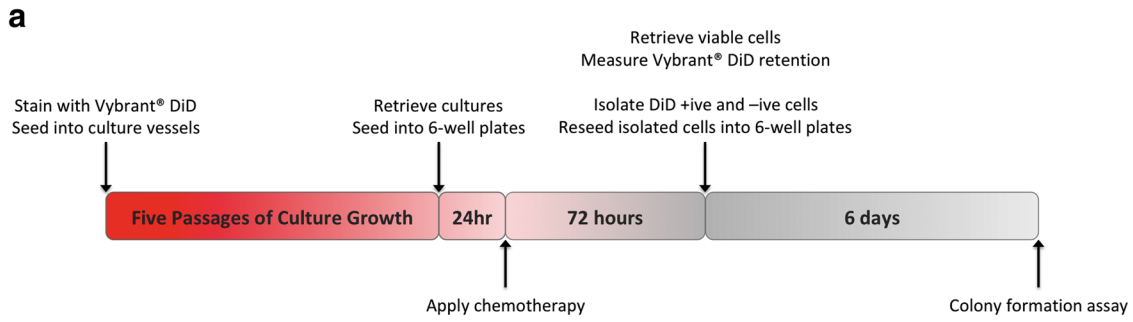 a
Retrieve viable cells
Measure Vybrant® DiD retention
Stain with Vybrant® DiD
Seed into culture vessels
Retrieve cultures
Seed into 6-well plates
Isolate DiD +ive and –ive cells
Reseed isolated cells into 6-well plates
Five Passages of Culture Growth
24hr
72 hours
6 days
Apply chemotherapy
Colony formation assay